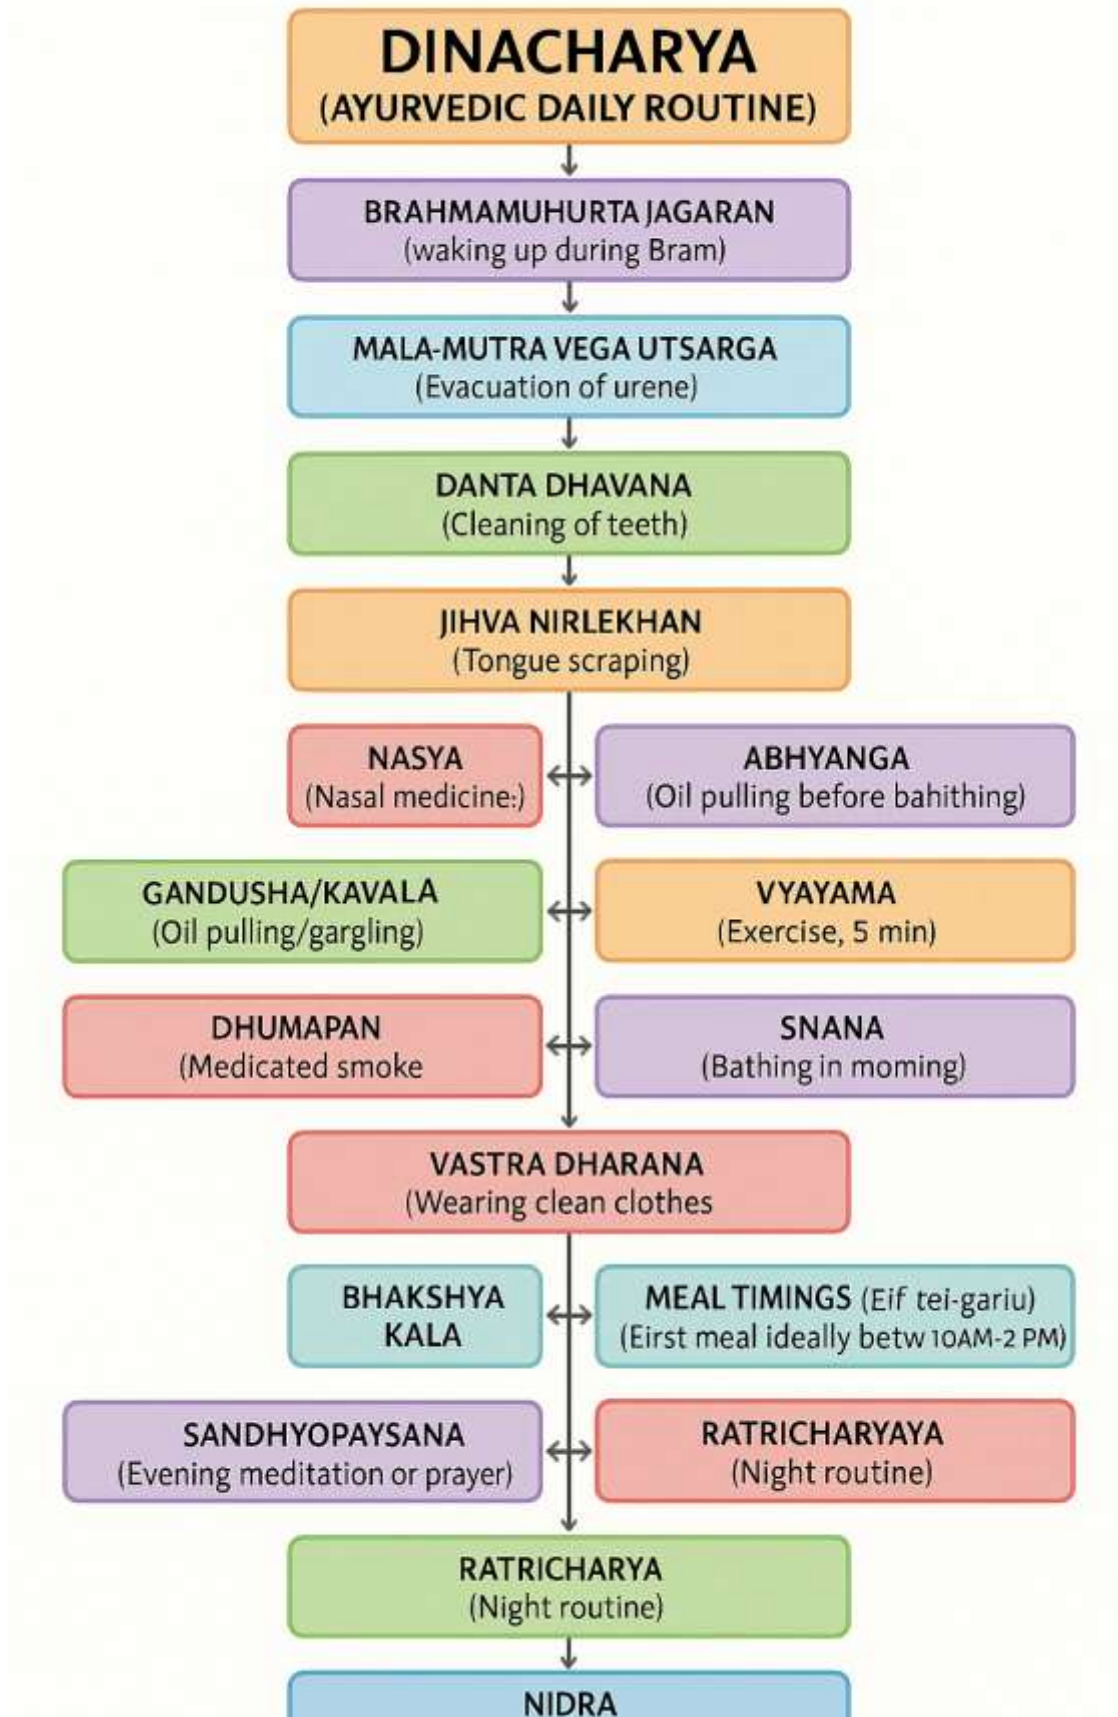 DINACHARYA
(AYURVEDIC DAILY ROUTINE)
BRAHMAMUHURTA JAGARAN
(waking up during Bram)
MALA-MUTRA VEGA UTSARGA
(Evacuation of urene)
DANTA DHAVANA
(Cleaning of teeth)
JIHVA NIRLEKHAN
(Tongue scraping)
NASYA
(Nasal medicine:)
ABHYANGA
(Oil pulling before bahithing)
GANDUSHA/KAVALA
(Oil pulling/gargling)
VYAYAMA
(Exercise, 5 min)
DHUMAPAN
(Medicated smoke
SNANA
(Bathing in moming)
VASTRA DHARANA
(Wearing clean clothes
BHAKSHYA
KALA
MEAL TIMINGS (Eif tei-gariu)
(Eirst meal ideally betw 10AM-2 PM)
SANDHYOPAYSANA
(Evening meditation or prayer)
RATRICHARYAYA
(Night routine)
RATRICHARYA
(Night routine)
NIDRA